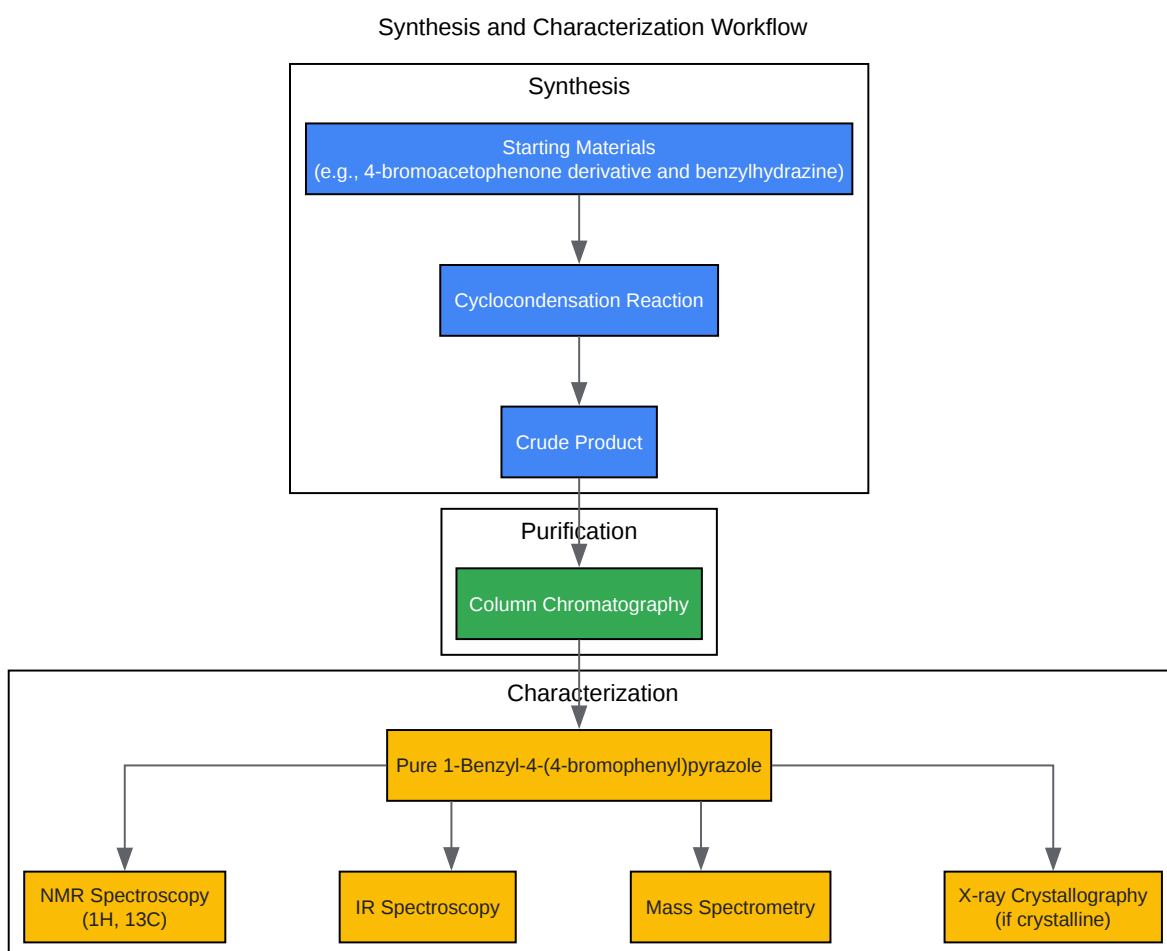 Synthesis and Characterization Workflow
Synthesis
Starting Materials
(e.g., 4-bromoacetophenone derivative and benzylhydrazine)
Cyclocondensation Reaction
Crude Product
Purification
Column Chromatography
Characterization
Pure 1-Benzyl-4-(4-bromophenyl)pyrazole
NMR Spectroscopy
(1H, 13C)
IR Spectroscopy
Mass Spectrometry
X-ray Crystallography
(if crystalline)